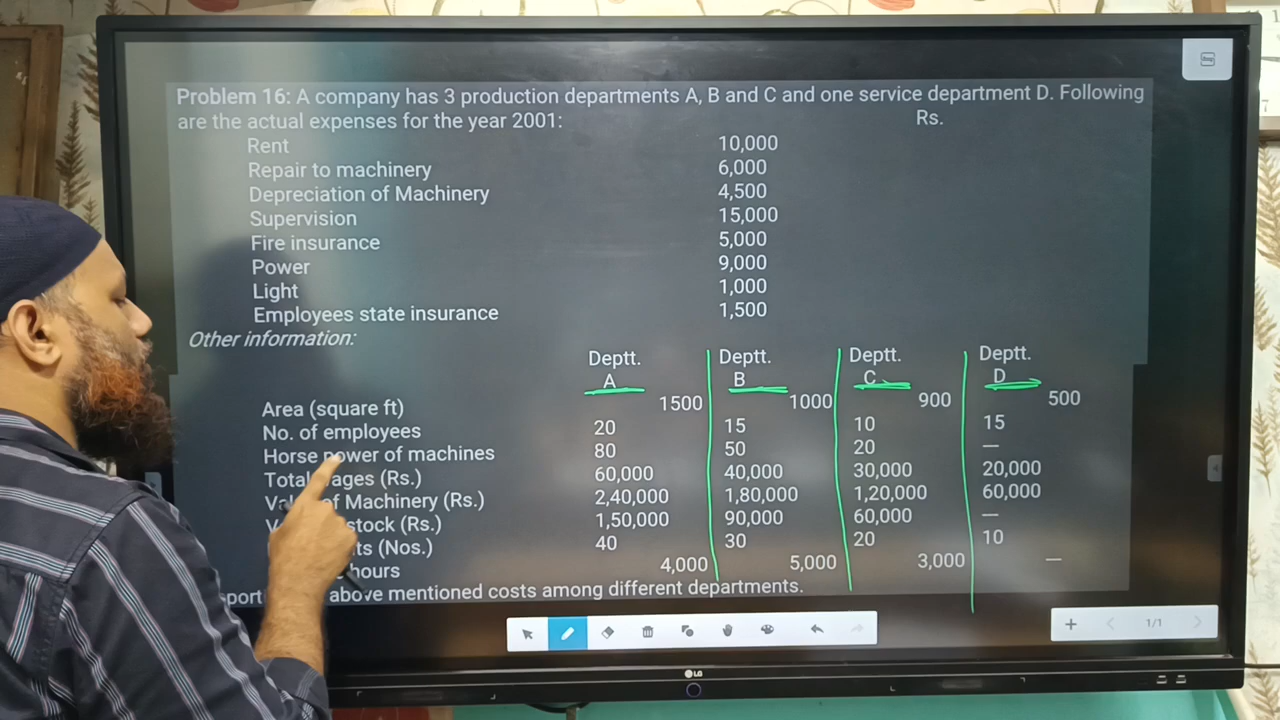 Problem 16: A company has 3 production departments A, B and C and one service department D. Following
are the actual expenses for the year 2001: Rs.
Rent 10,000
Repair to machinery 6,000
Depreciation of Machinery 4,500
Supervision 15,000
Fire insurance 5,000
Power 9,000
Light 1,000
Employees state insurance 1,500
Other information:
Deptt. Deptt. Deptt. Deptt.
A B C D
Area (square ft) 1500 1000 900 500
No. of employees 20 15 10 15
Horse power of machines 80 50 20 —
Total wages (Rs.) 60,000 40,000 30,000 20,000
of Machinery (Rs.) 2,40,000 1,80,000 1,20,000 60,000
stock (Rs.) 1,50,000 90,000 60,000 —
(Nos.) 40 30 20 10
hours 4,000 5,000 3,000 —
above mentioned costs among different departments.
1/1
LG